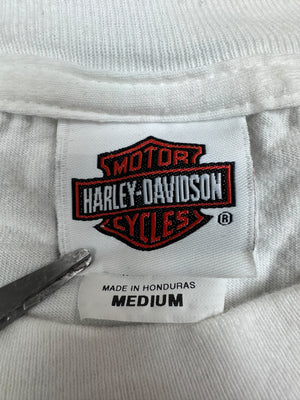 MOTOR
HARLEY-DAVIDSON
CYCLES
®
MADE IN HONDURAS
MEDIUM